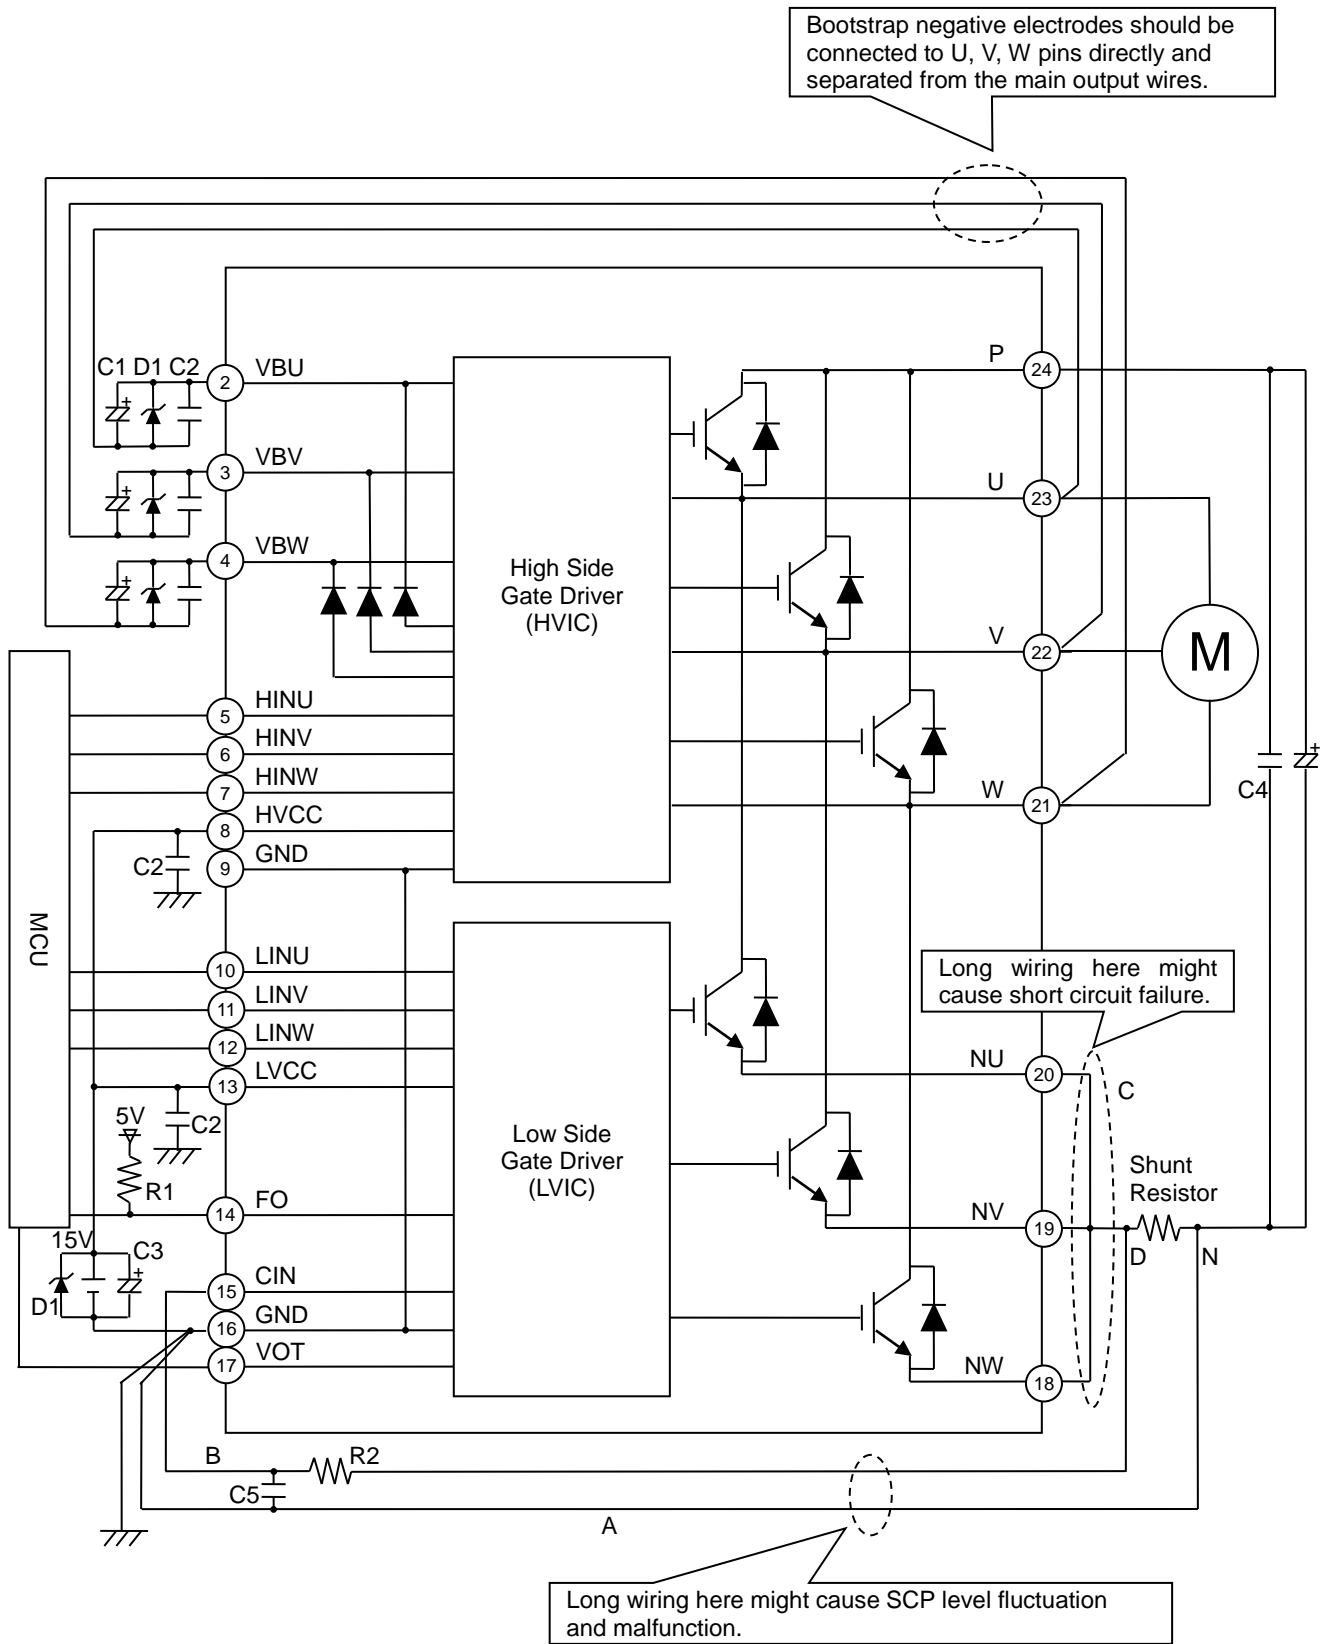 Bootstrap negative electrodes should be
connected to U, V, W pins directly and
separated from the main output wires.
C1 D1 C2
2
VBU
+
3
VBV
+
4
VBW
+
High Side
Gate Driver
(HVIC)
P
24
U
23
V
22
W
21
M
C4
+
MCU
5
HINU
6
HINV
7
HINW
8
HVCC
C2
9
GND
10
LINU
11
LINV
12
LINW
13
LVCC
C2
5V
R1
14
FO
15V
C3
+
D1
15
CIN
16
GND
17
VOT
Low Side
Gate Driver
(LVIC)
Long wiring here might
cause short circuit failure.
NU
20
C
NV
19
Shunt
Resistor
D
N
NW
18
B
R2
C5
A
Long wiring here might cause SCP level fluctuation
and malfunction.